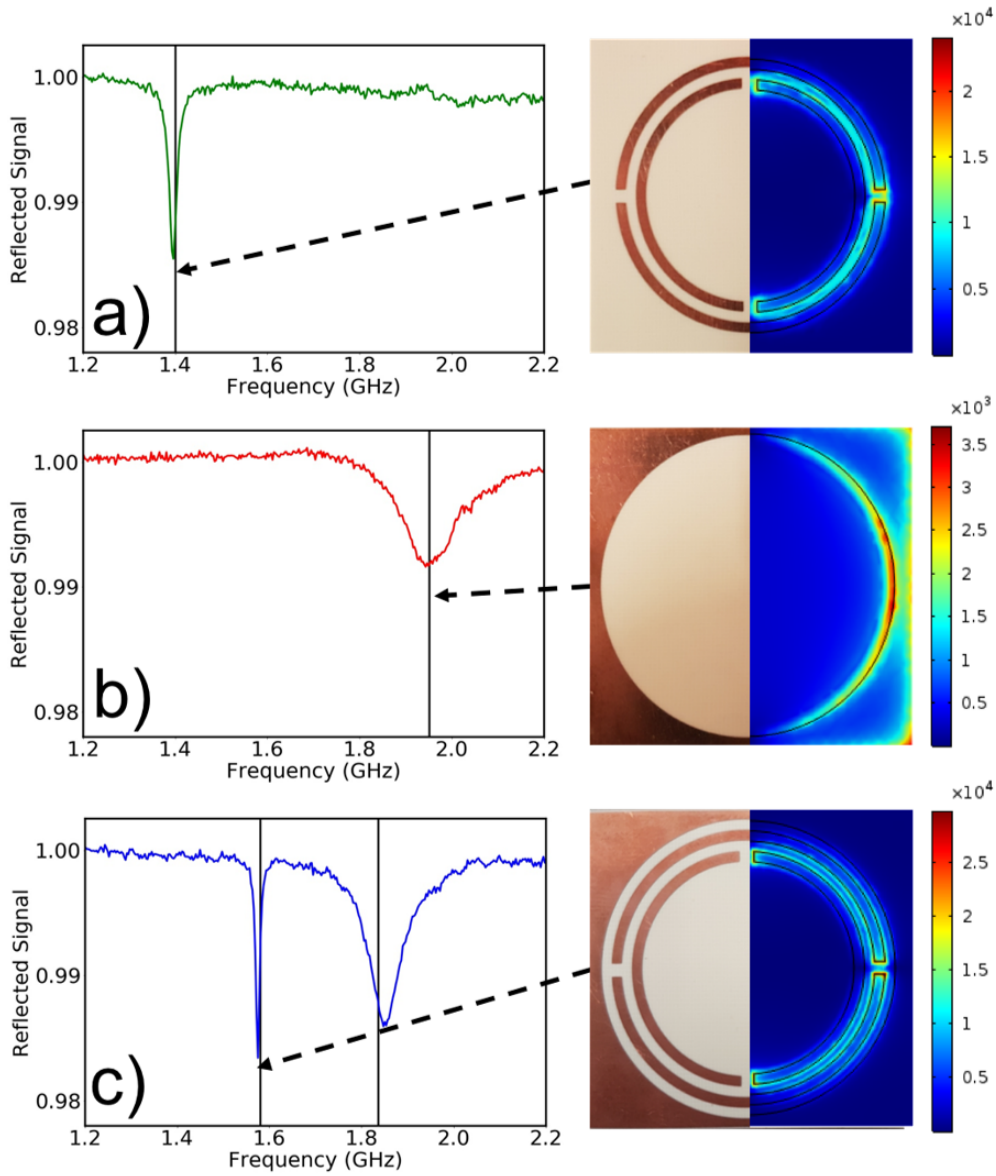 ×10⁴
1.00
0.99
0.98
Reflected Signal
a)
1.2 1.4 1.6 1.8 2.0 2.2
Frequency (GHz)
2
1.5
1
0.5
×10³
1.00
0.99
0.98
Reflected Signal
b)
1.2 1.4 1.6 1.8 2.0 2.2
Frequency (GHz)
3.5
3
2.5
2
1.5
1
0.5
×10⁴
1.00
0.99
0.98
Reflected Signal
c)
1.2 1.4 1.6 1.8 2.0 2.2
Frequency (GHz)
2.5
2
1.5
1
0.5